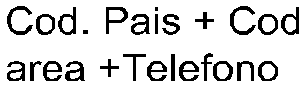 Cod. Pais + Cod
area +Telefono